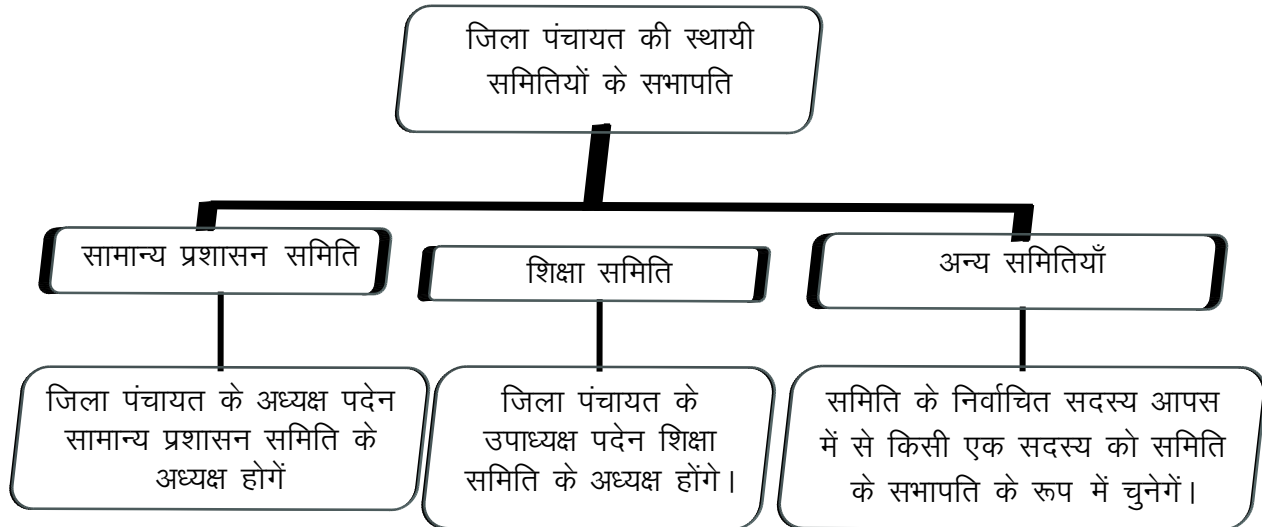 जिला पंचायत की स्थायी
समितियों के सभापति
सामान्य प्रशासन समिति
शिक्षा समिति
अन्य समितियाँ
जिला पंचायत के अध्यक्ष पदेन
सामान्य प्रशासन समिति के
अध्यक्ष होगें
जिला पंचायत के
उपाध्यक्ष पदेन शिक्षा
समिति के अध्यक्ष होंगे।
समिति के निर्वाचित सदस्य आपस
में से किसी एक सदस्य को समिति
के सभापति के रूप में चुनेगें।